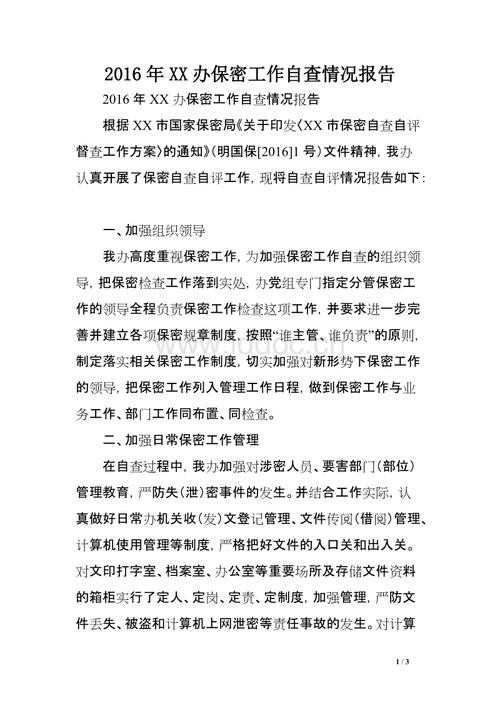 2016 年 XX 办保密工作自查情况报告
2016 年 XX 办保密工作自查情况报告
根据 XX 市国家保密局《关于印发〈XX 市保密自查自评
督查工作方案〉的通知》(明国保[2016]1 号)文件精神，我办
认真开展了保密自查自评工作，现将自查自评情况报告如下：
一、加强组织领导
我办高度重视保密工作，为加强保密工作自查的组织领
导，把保密检查工作落到实处，办党组专门指定分管保密工
作的领导全程负责保密工作检查这项工作，并要求进一步完
善并建立各项保密规章制度，按照“谁主管、谁负责”的原则，
制定落实相关保密工作制度，切实加强对新形势下保密工作
的领导，把保密工作列入管理工作日程，做到保密工作与业
务工作、部门工作同布置、同检查。
二、加强日常保密工作管理
在自查过程中，我办加强对涉密人员、要害部门(部位)
管理教育，严防失(泄)密事件的发生。并结合工作实际，认
真做好日常办机关收(发)文登记管理、文件传阅(借阅)管理、
计算机使用管理等制度，严格把好文件的入口关和出入关。
对文印打字室、档案室、办公室等重要场所及存储文件资料
的箱柜实行了定人、定岗、定责、定制度，加强管理，严防文
件丢失、被盗和计算机上网泄密等责任事故的发生。对计算
1 / 3